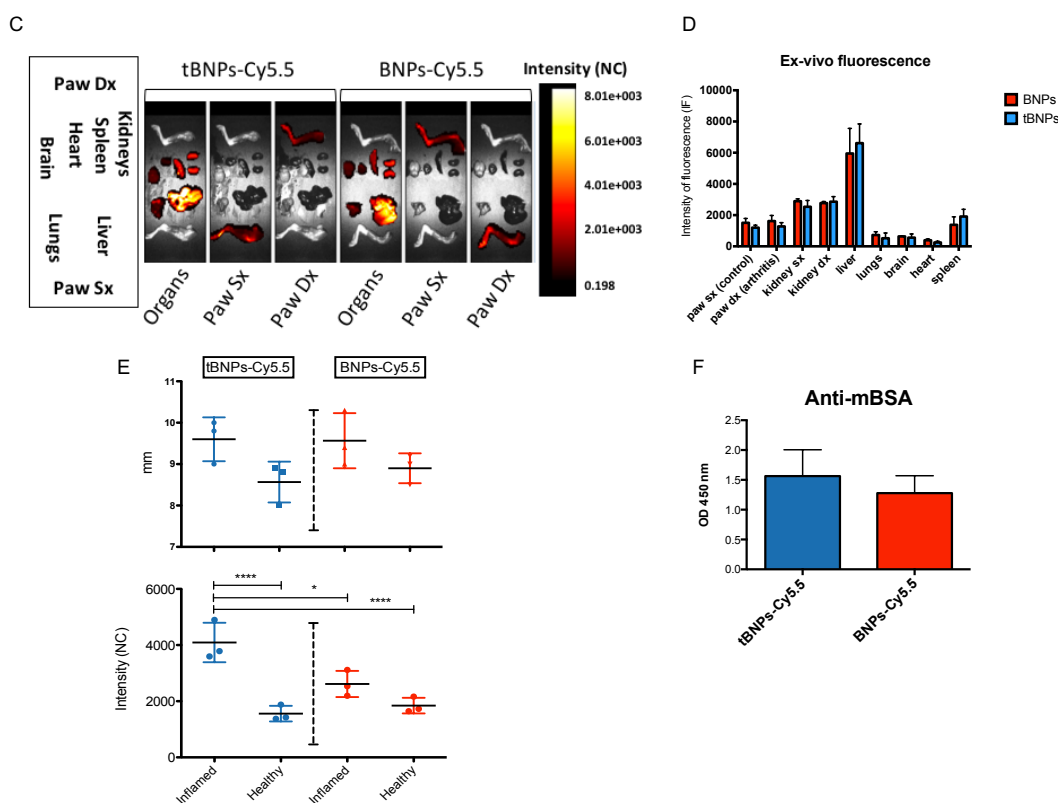 C
tBNPs-Cy5.5
BNPs-Cy5.5
Intensity (NC)
Paw Dx
Kidneys
Spleen
Heart
Brain
Liver
Lungs
Paw Sx
8.01e+003
6.01e+003
4.01e+003
2.01e+003
0.198
Organs
Paw Sx
Paw Dx
Organs
Paw Sx
Paw Dx
D
Ex-vivo fluorescence
Intensity of fluorescence (IF)
10000
8000
6000
4000
2000
0
paw sx (control)
paw dx (arthritis)
kidney sx
kidney dx
liver
lungs
brain
heart
spleen
BNPs
tBNPs
E
tBNPs-Cy5.5
BNPs-Cy5.5
mm
11
10
9
8
7
Intensity (NC)
6000
4000
2000
0
****
*
****
Inflamed
Healthy
Inflamed
Healthy
F
Anti-mBSA
OD 450 nm
2.5
2.0
1.5
1.0
0.5
0.0
tBNPs-Cy5.5
BNPs-Cy5.5